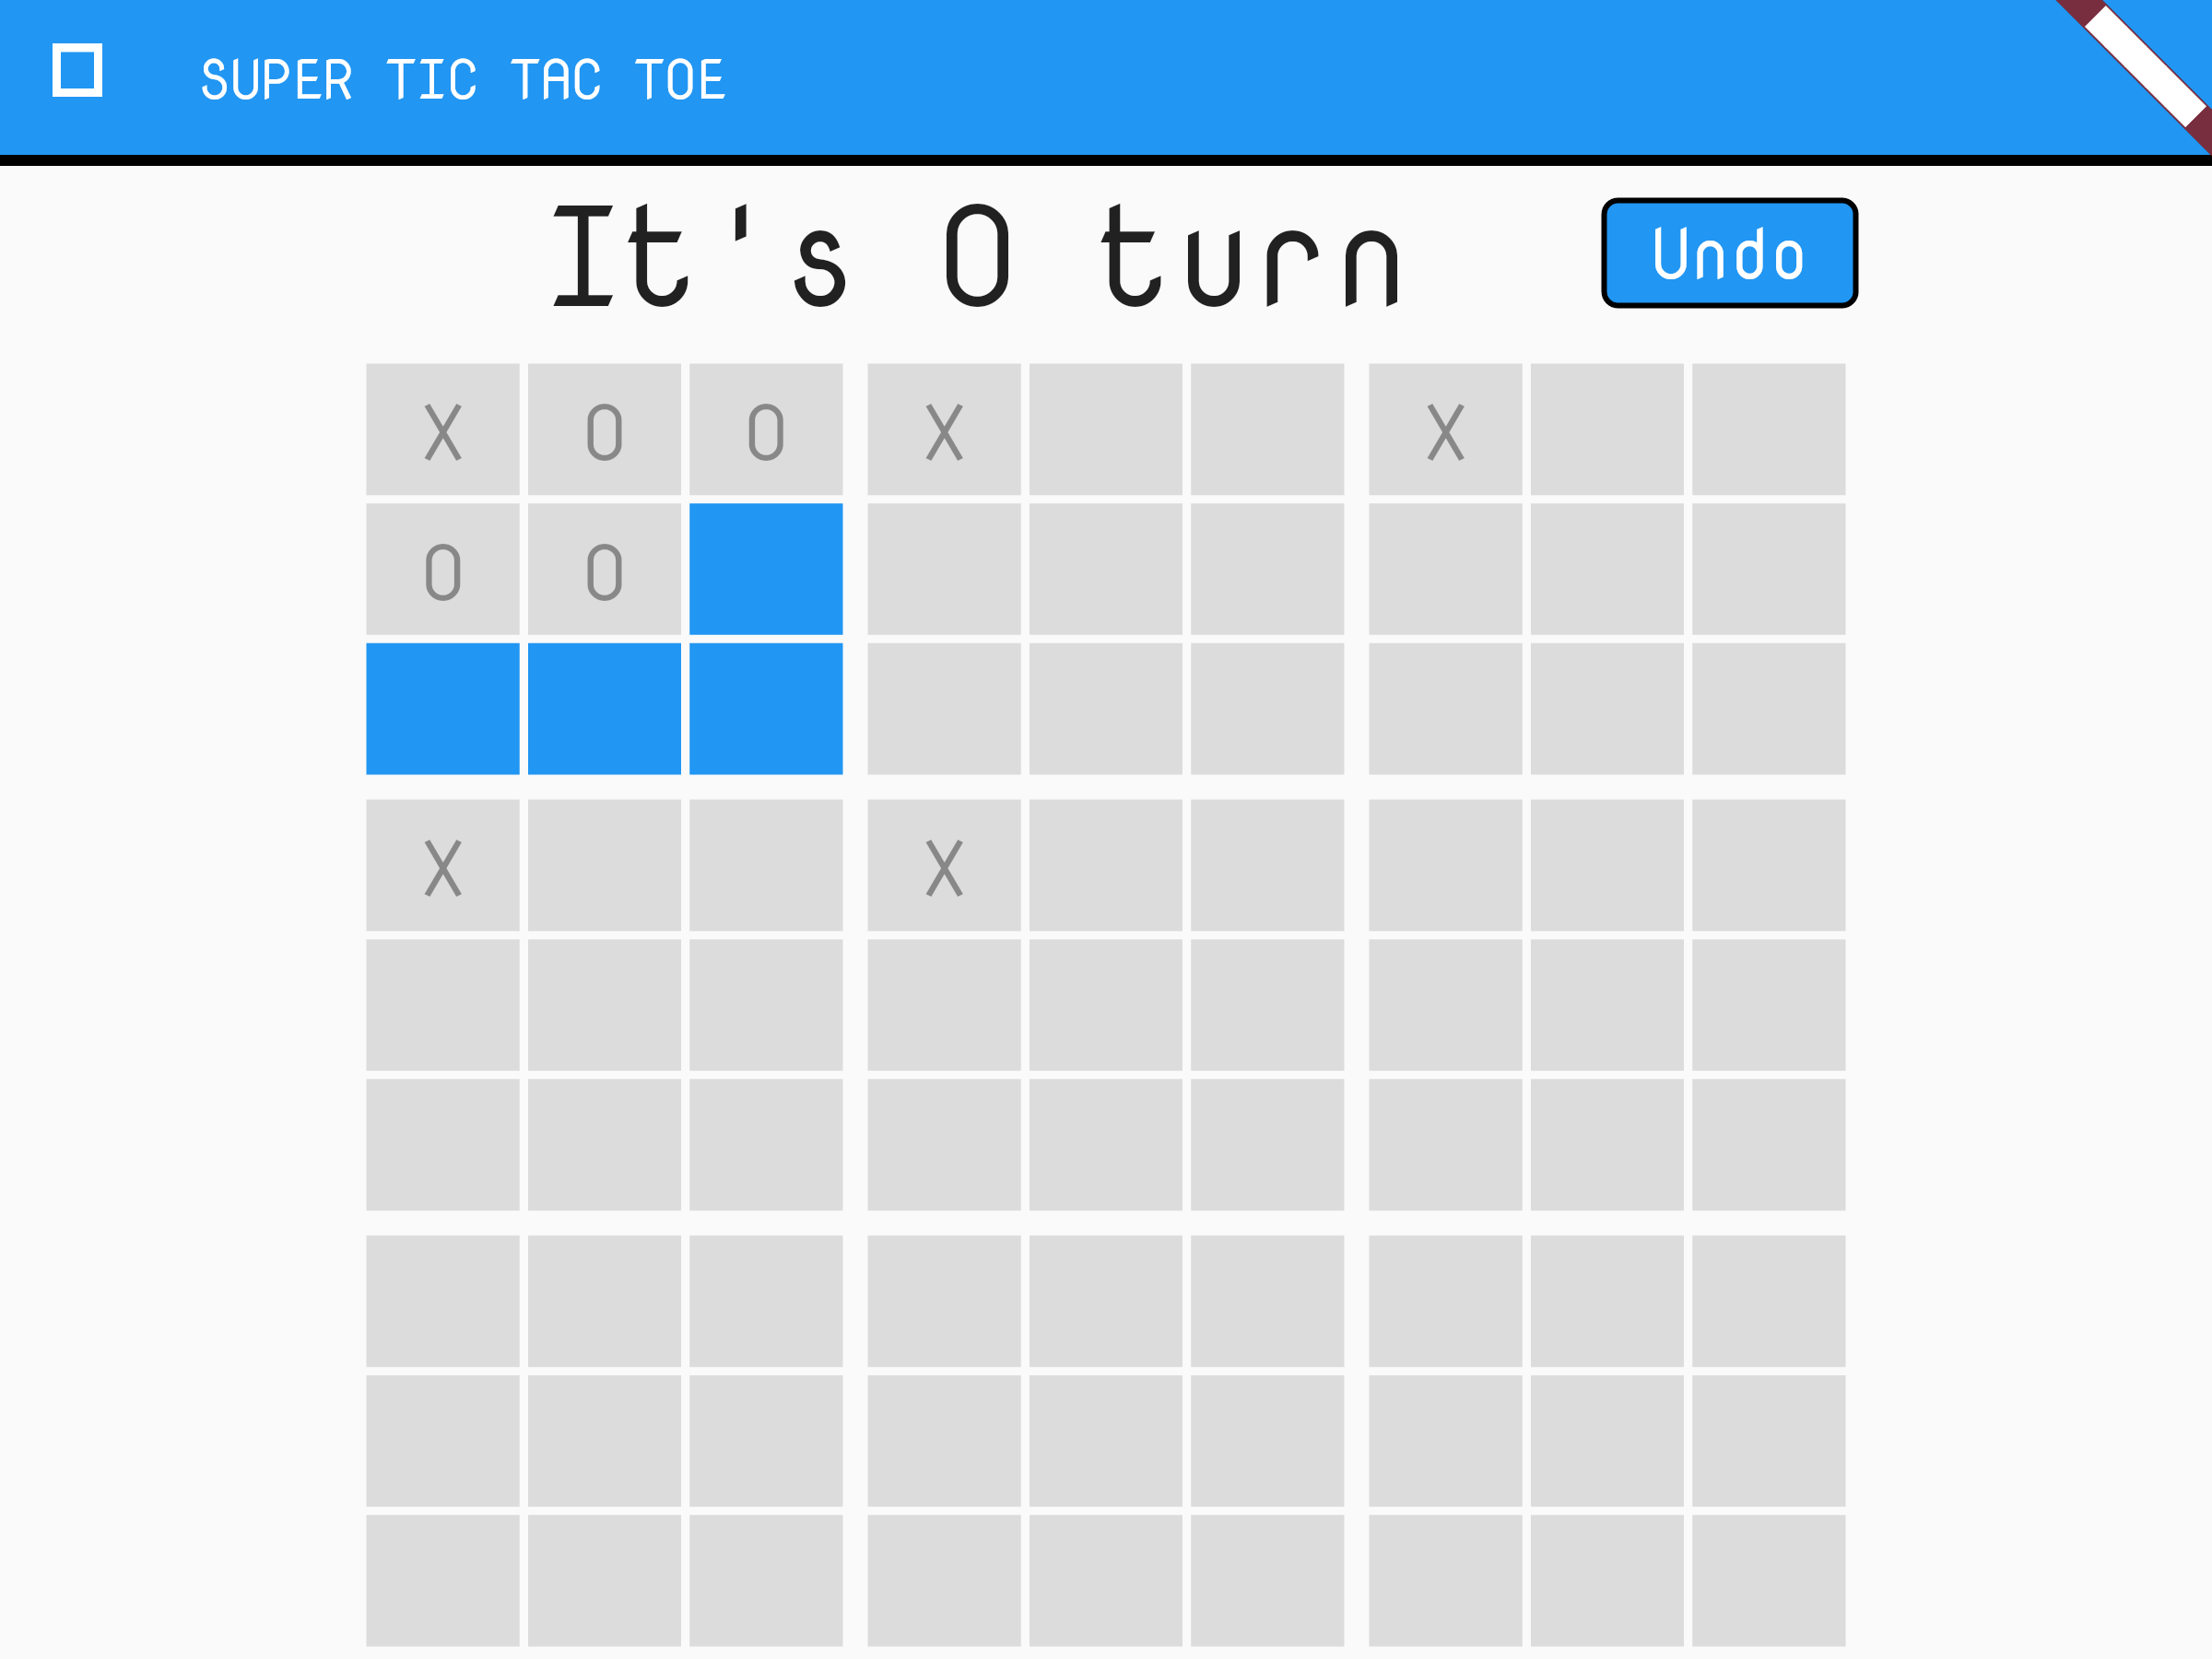 SUPER TIC TAC TOE
It's O turn
Undo
X O O X X
O O
X X